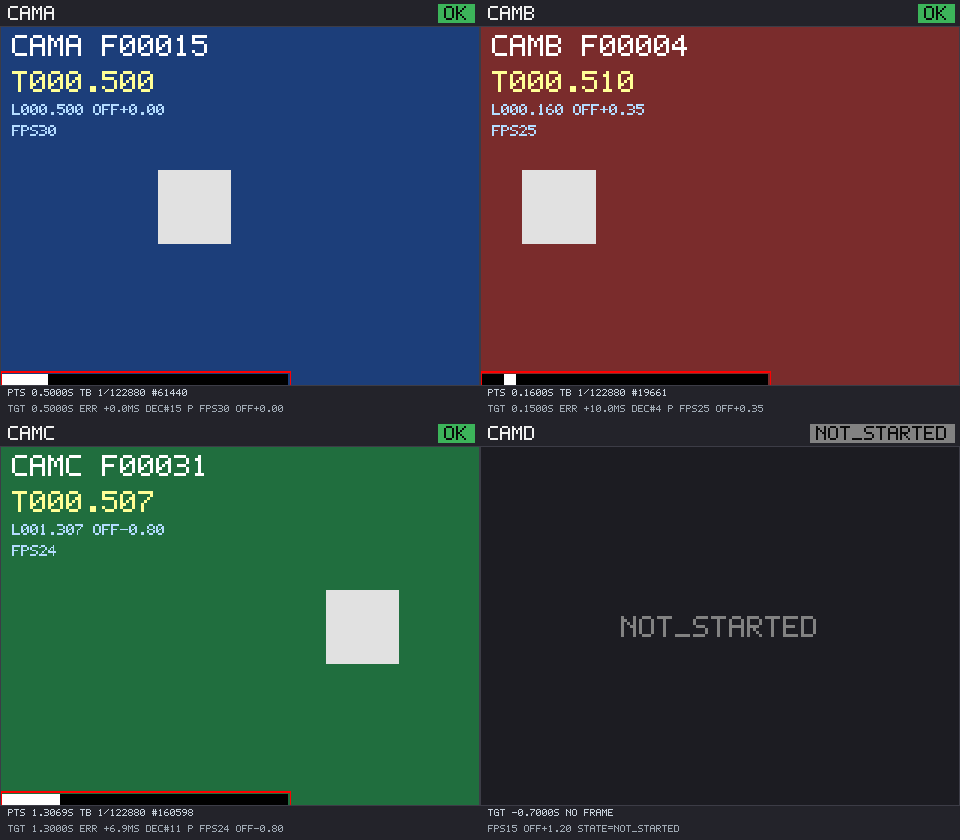 CAMA OK
CAMA F00015
T000.500
L000.500 OFF+0.00
FPS30
PTS 0.5000S TB 1/122880 #61440
TGT 0.5000S ERR +0.0MS DEC#15 P FPS30 OFF+0.00
CAMB OK
CAMB F00004
T000.510
L000.160 OFF+0.35
FPS25
PTS 0.1600S TB 1/122880 #19661
TGT 0.1500S ERR +10.0MS DEC#4 P FPS25 OFF+0.35
CAMC OK
CAMC F00031
T000.507
L001.307 OFF-0.80
FPS24
PTS 1.3069S TB 1/122880 #160598
TGT 1.3000S ERR +6.9MS DEC#11 P FPS24 OFF-0.80
CAMD NOT_STARTED
NOT_STARTED
TGT -0.7000S NO FRAME
FPS15 OFF+1.20 STATE=NOT_STARTED